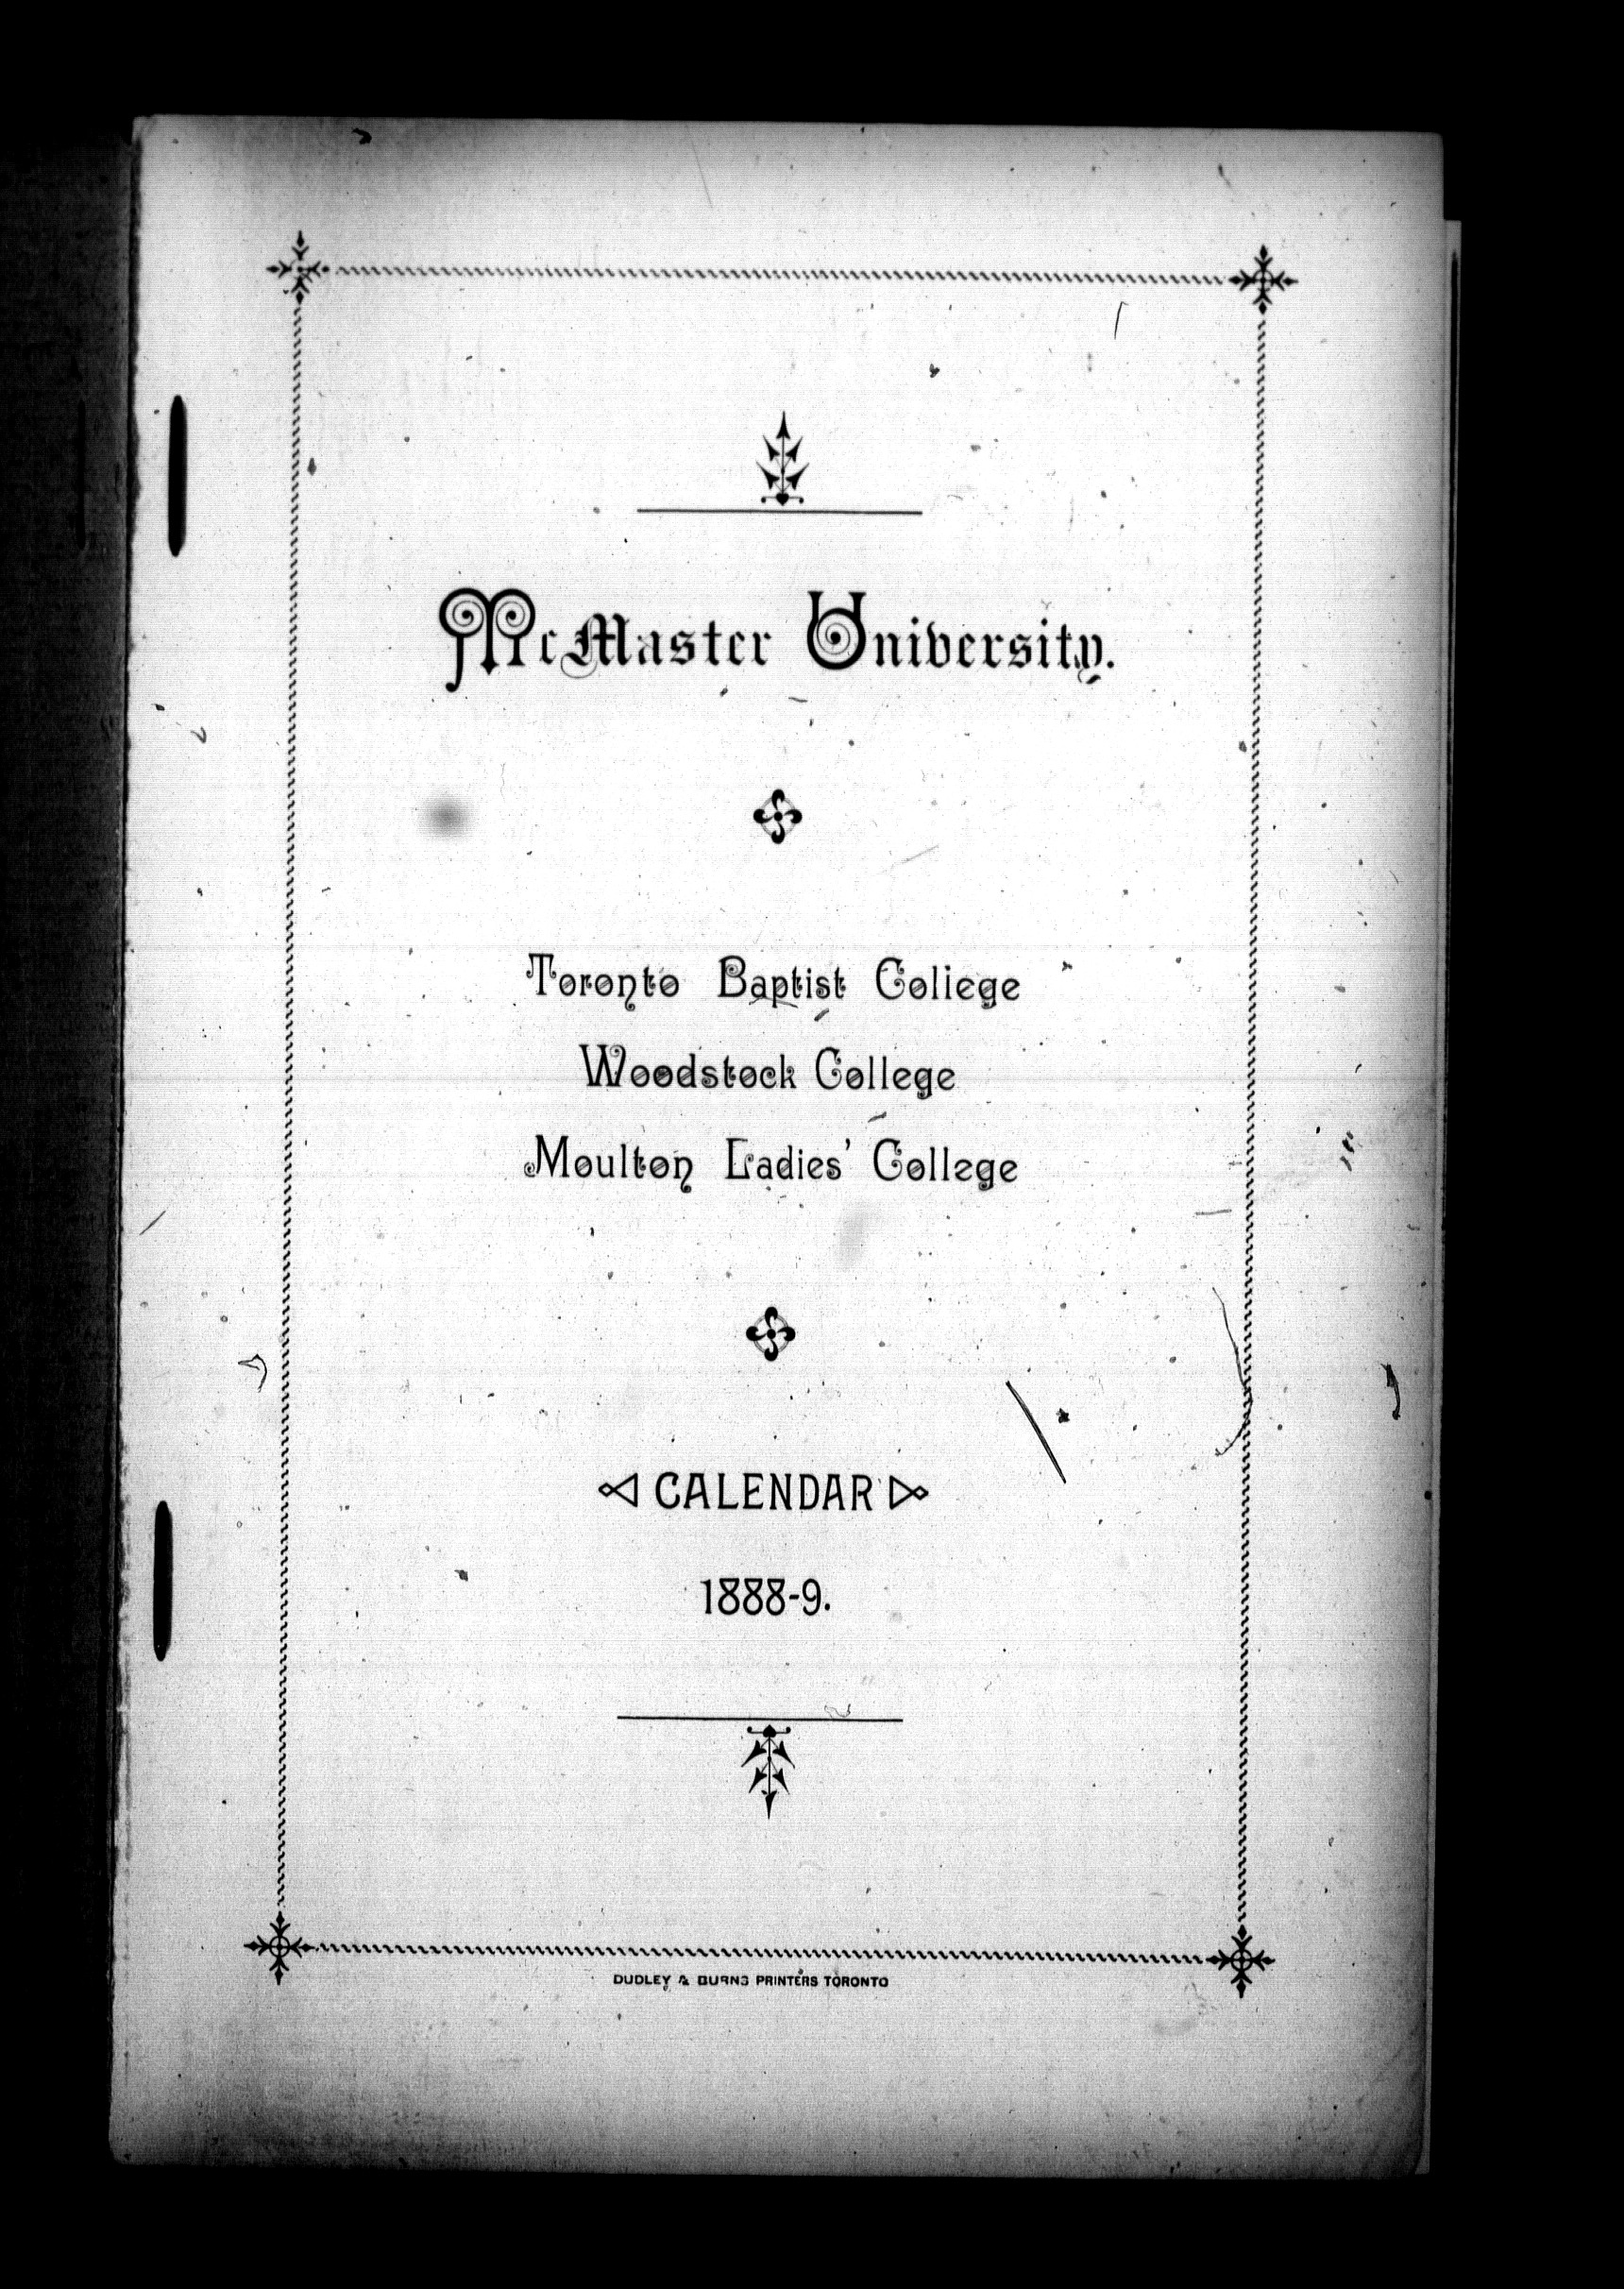 McMaster University.
Toronto Baptist College
Woodstock College
Moulton Ladies' College
CALENDAR
1888-9.
DUDLEY & BURNS PRINTERS TORONTO